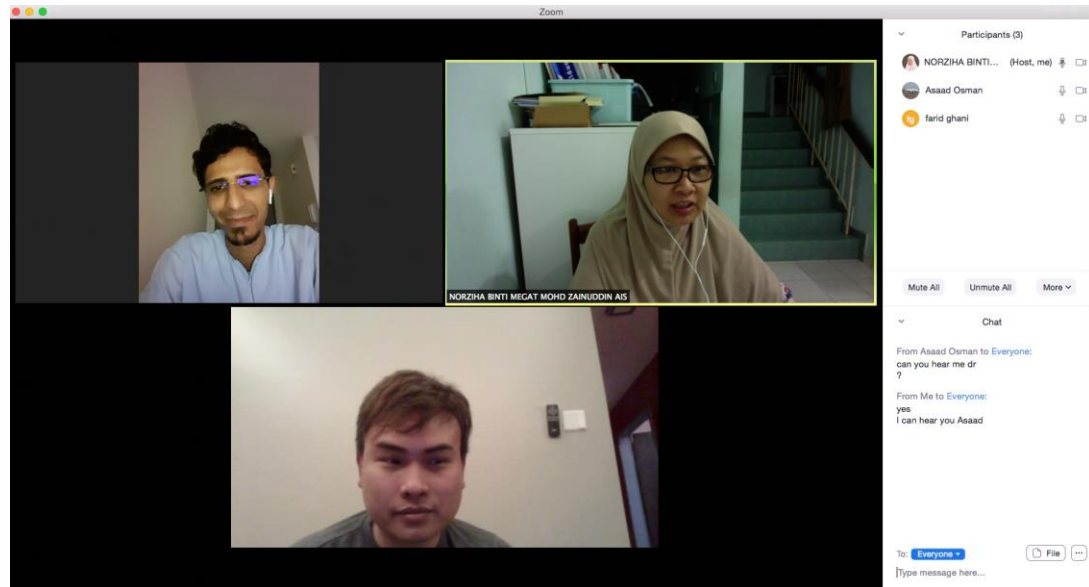 Zoom
NORZIHA BINTI MEGAT MOHD ZAINUDDIN AIS
Participants (3)
NORZIHA BINTI... (Host, me)
Asaad Osman
fg farid ghani
Mute All Unmute All More
Chat
From Asaad Osman to Everyone:
can you hear me dr
?
From Me to Everyone:
yes
I can hear you Asaad
To: Everyone File ...
Type message here...